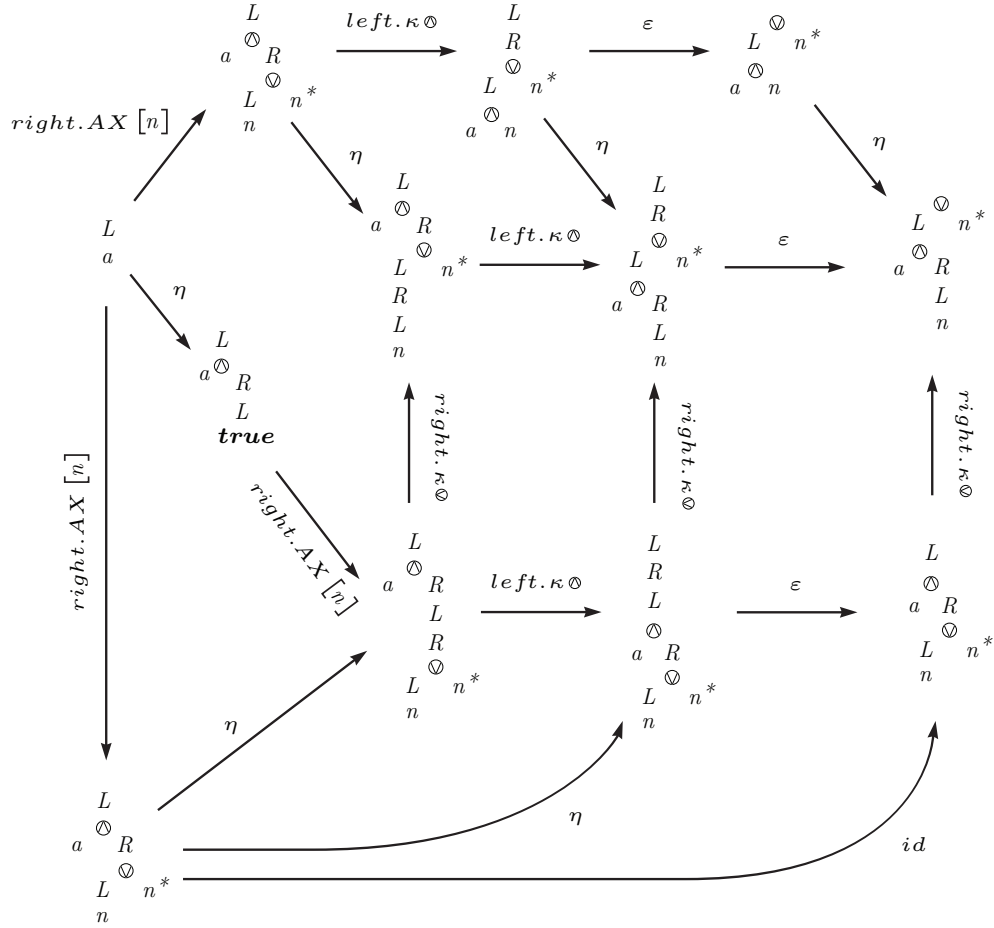 L
a Ⓐ R
Ⓥ
L n*
n
left.κ Ⓐ
L
R
Ⓥ
L n*
Ⓐ
a n
ε
Ⓥ
L n*
Ⓐ
a n
right.AX [n]
η
η
η
L
a
L
Ⓐ
a R
Ⓥ
L n*
R
L
n
left.κ Ⓐ
L
R
Ⓥ
L n*
Ⓐ
a R
L
n
ε
Ⓥ
L n*
Ⓐ
a R
L
n
η
L
a Ⓐ
R
L
true
right.AX [n]
right.AX [n]
right.κ Ⓥ
right.κ Ⓥ
right.κ Ⓥ
L
Ⓐ
a R
L
R
Ⓥ
L n*
n
left.κ Ⓐ
L
R
L
Ⓐ
a R
Ⓥ
L n*
n
ε
L
Ⓐ
a R
Ⓥ
L n*
n
η
η
id
L
Ⓐ
a R
Ⓥ
L n*
n